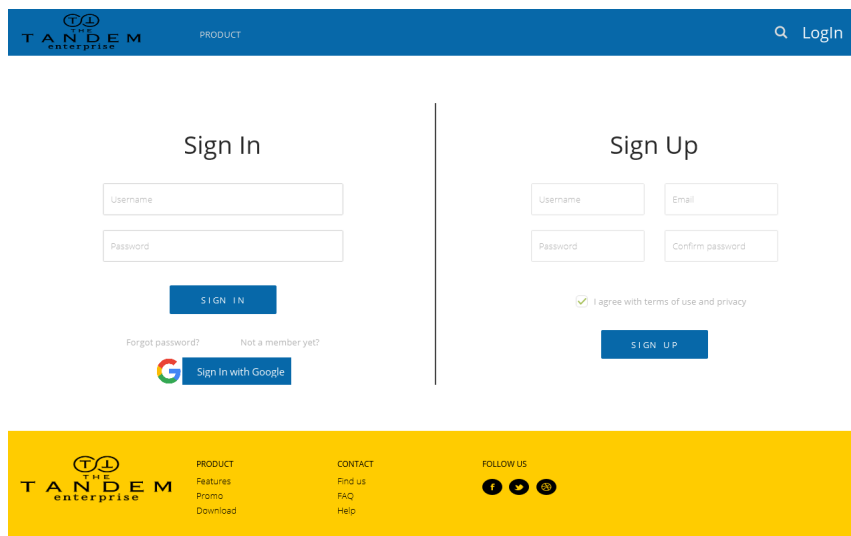 THE
TANDEM
enterprise
PRODUCT
LogIn
Sign In
Username
Password
SIGN IN
Forgot password? Not a member yet?
Sign In with Google
Sign Up
Username Email
Password Confirm password
I agree with terms of use and privacy
SIGN UP
THE
TANDEM
enterprise
PRODUCT
Features
Promo
Download
CONTACT
Find us
FAQ
Help
FOLLOW US